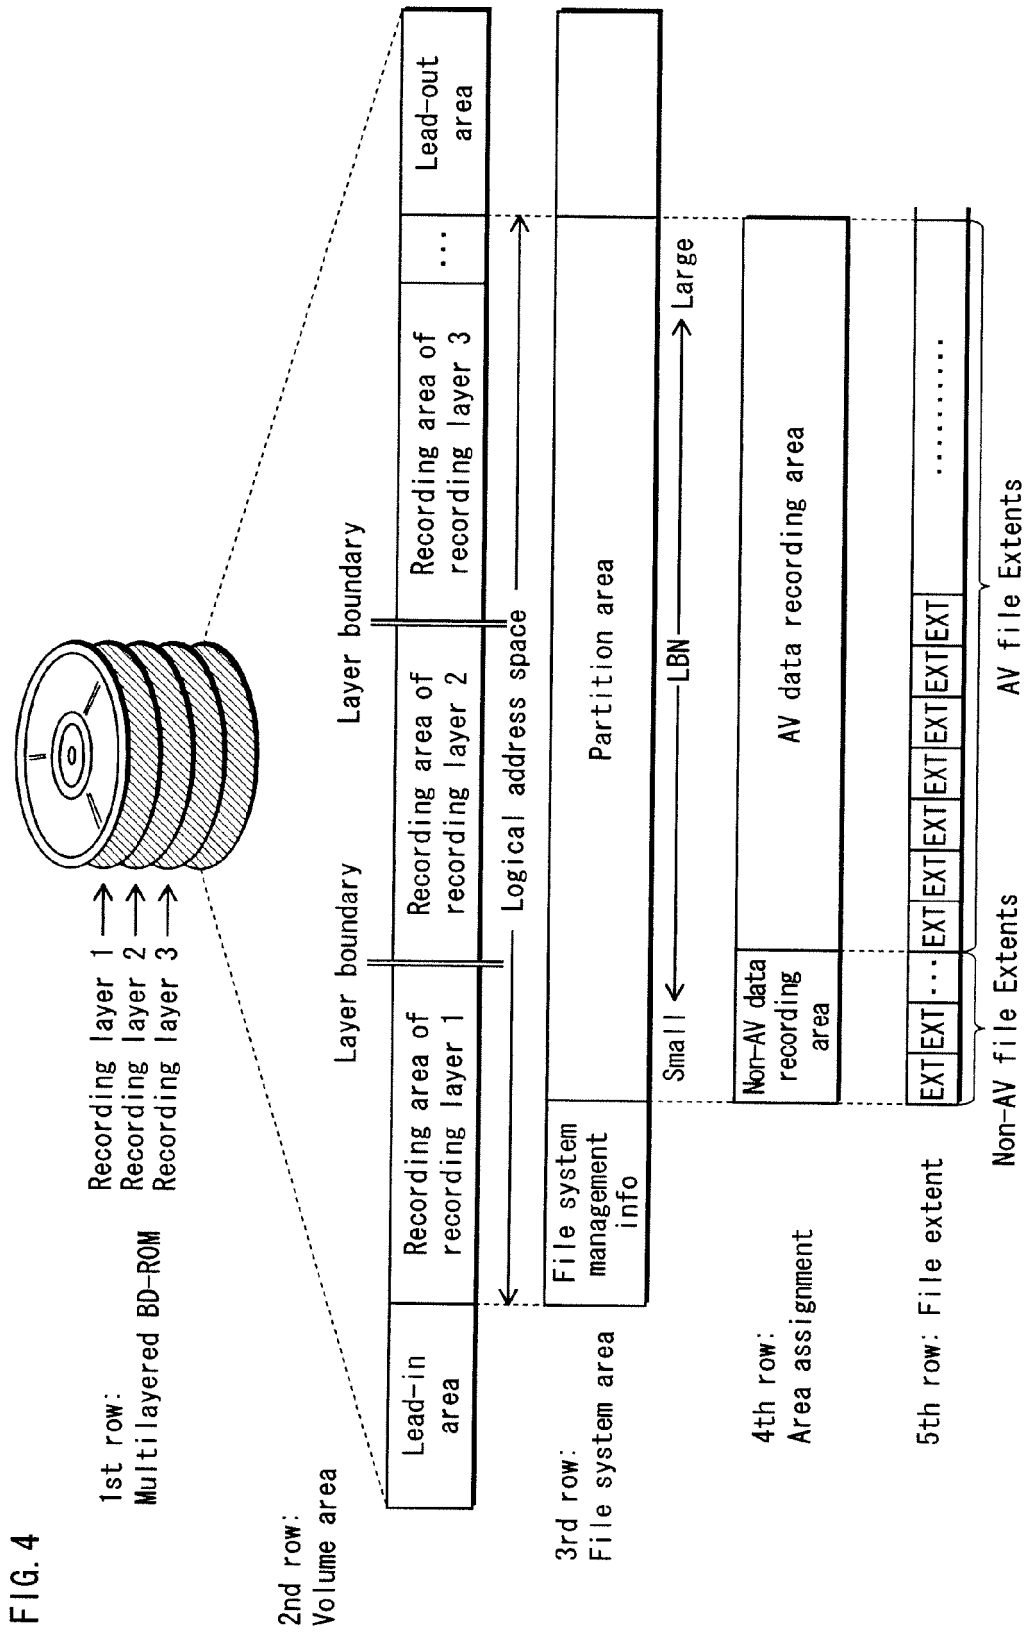 FIG. 4
1st row:
Multilayered BD-ROM
Recording layer 1
Recording layer 2
Recording layer 3
2nd row:
Volume area
Layer boundary
Layer boundary
Lead-in
area
Recording area of
recording layer 1
Recording area of
recording layer 2
Recording area of
recording layer 3
...
Lead-out
area
Logical address space
3rd row:
File system area
File system
management
info
Partition area
Small
LBN
Large
4th row:
Area assignment
Non-AV data
recording
area
AV data recording area
5th row: File extent
EXT EXT ... EXT EXT EXT EXT EXT EXT EXT .........
Non-AV file Extents
AV file Extents